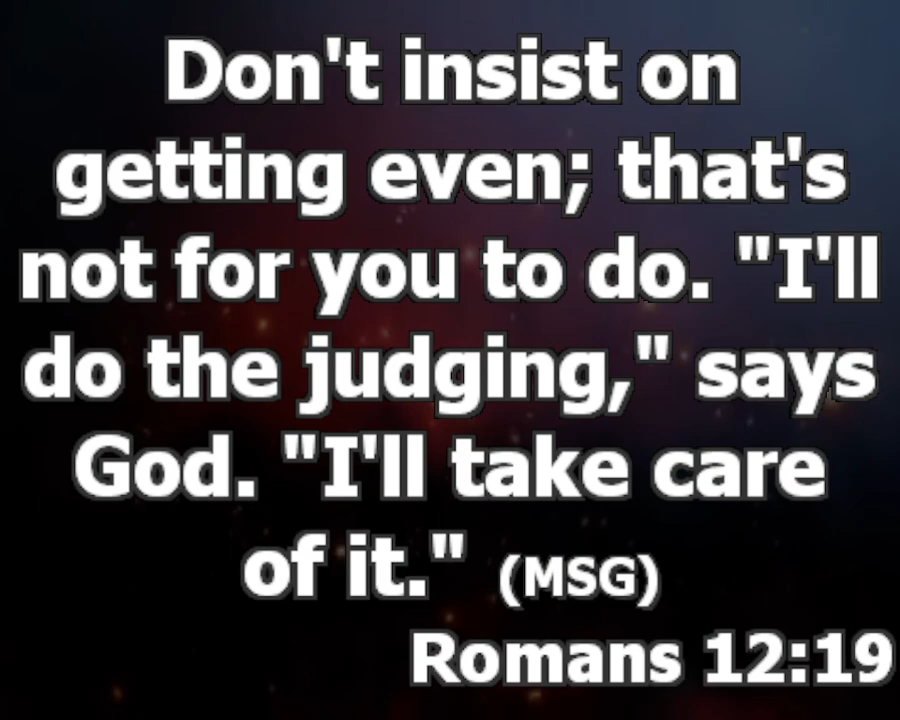 Don't insist on
getting even; that's
not for you to do. "I'll
do the judging," says
God. "I'll take care
of it." (MSG)
Romans 12:19